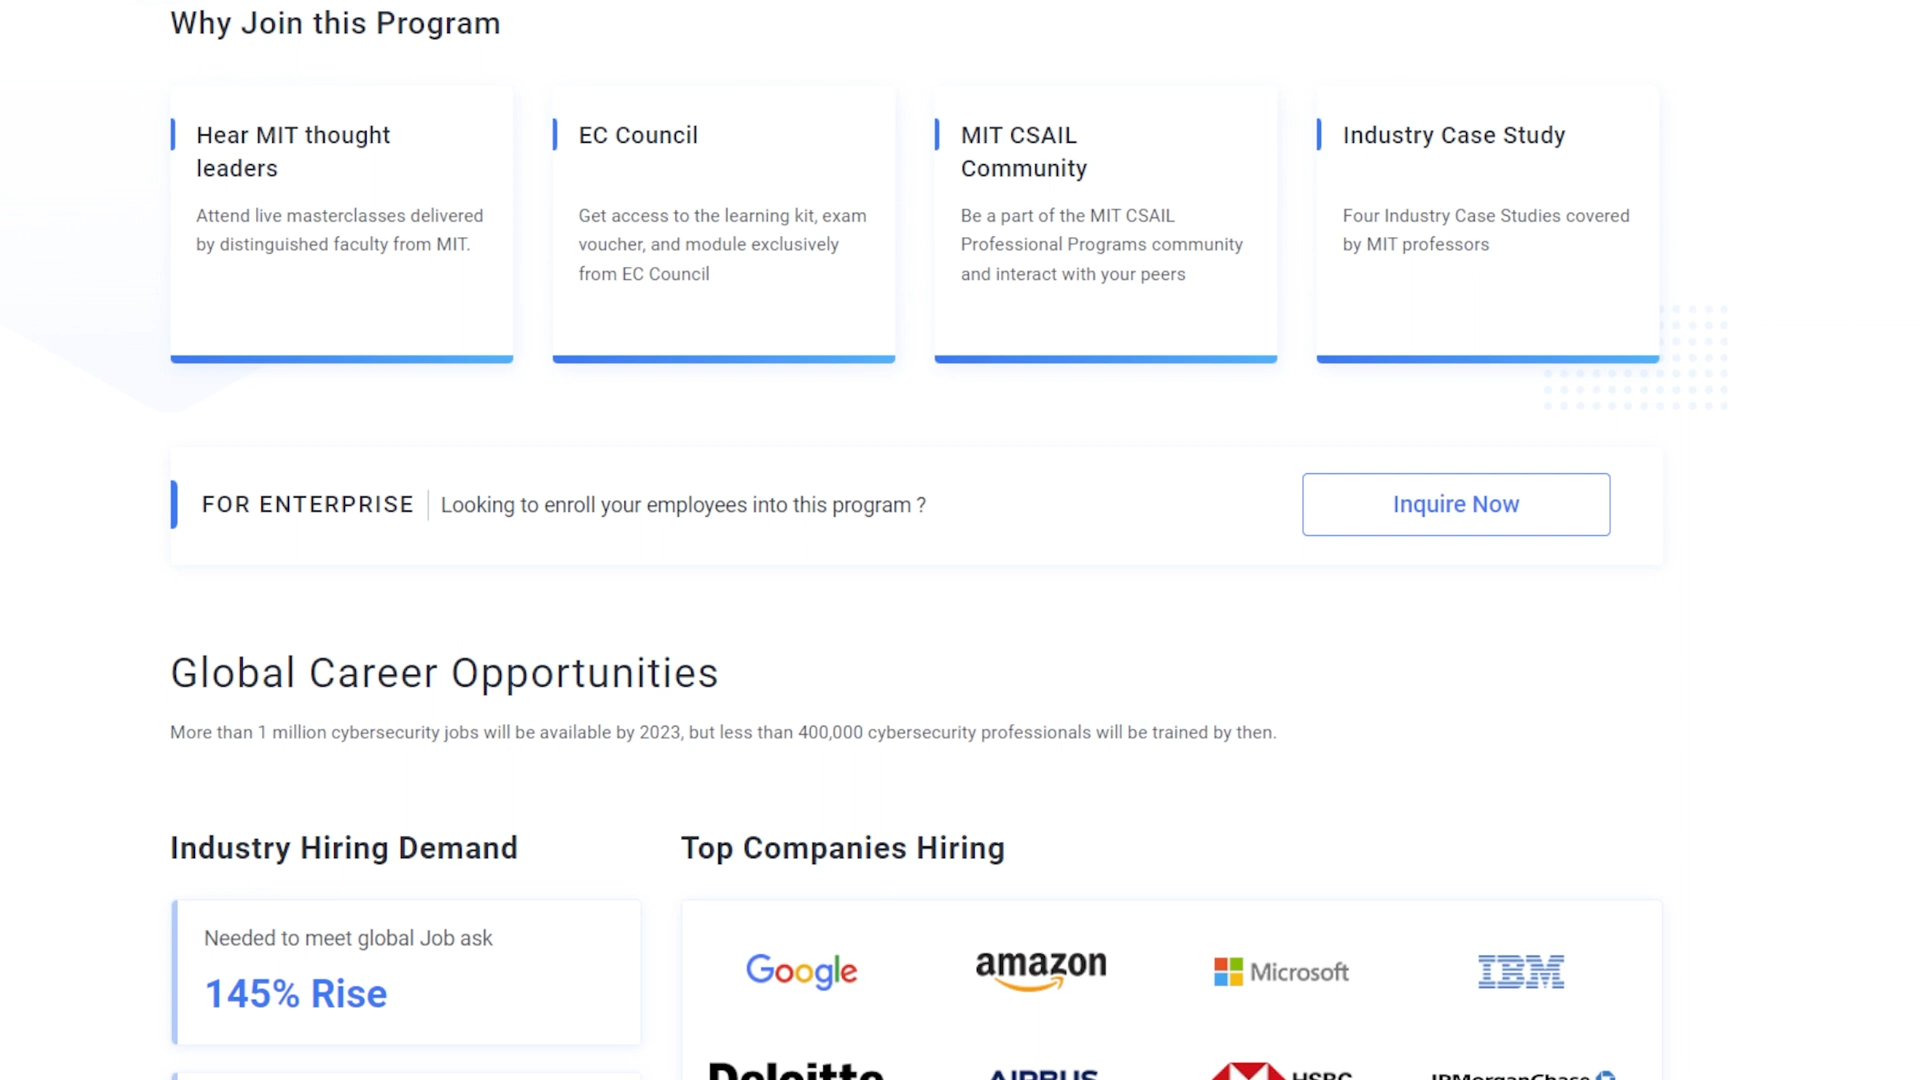 Why Join this Program
Hear MIT thought
leaders
Attend live masterclasses delivered
by distinguished faculty from MIT.
EC Council
Get access to the learning kit, exam
voucher, and module exclusively
from EC Council
MIT CSAIL
Community
Be a part of the MIT CSAIL
Professional Programs community
and interact with your peers
Industry Case Study
Four Industry Case Studies covered
by MIT professors
FOR ENTERPRISE
Looking to enroll your employees into this program ?
Inquire Now
Global Career Opportunities
More than 1 million cybersecurity jobs will be available by 2023, but less than 400,000 cybersecurity professionals will be trained by then.
Industry Hiring Demand
Needed to meet global Job ask
145% Rise
Top Companies Hiring
Google
amazon
Microsoft
IBM
Deloitte
AIRBUS
HSBC
JPMorganChase